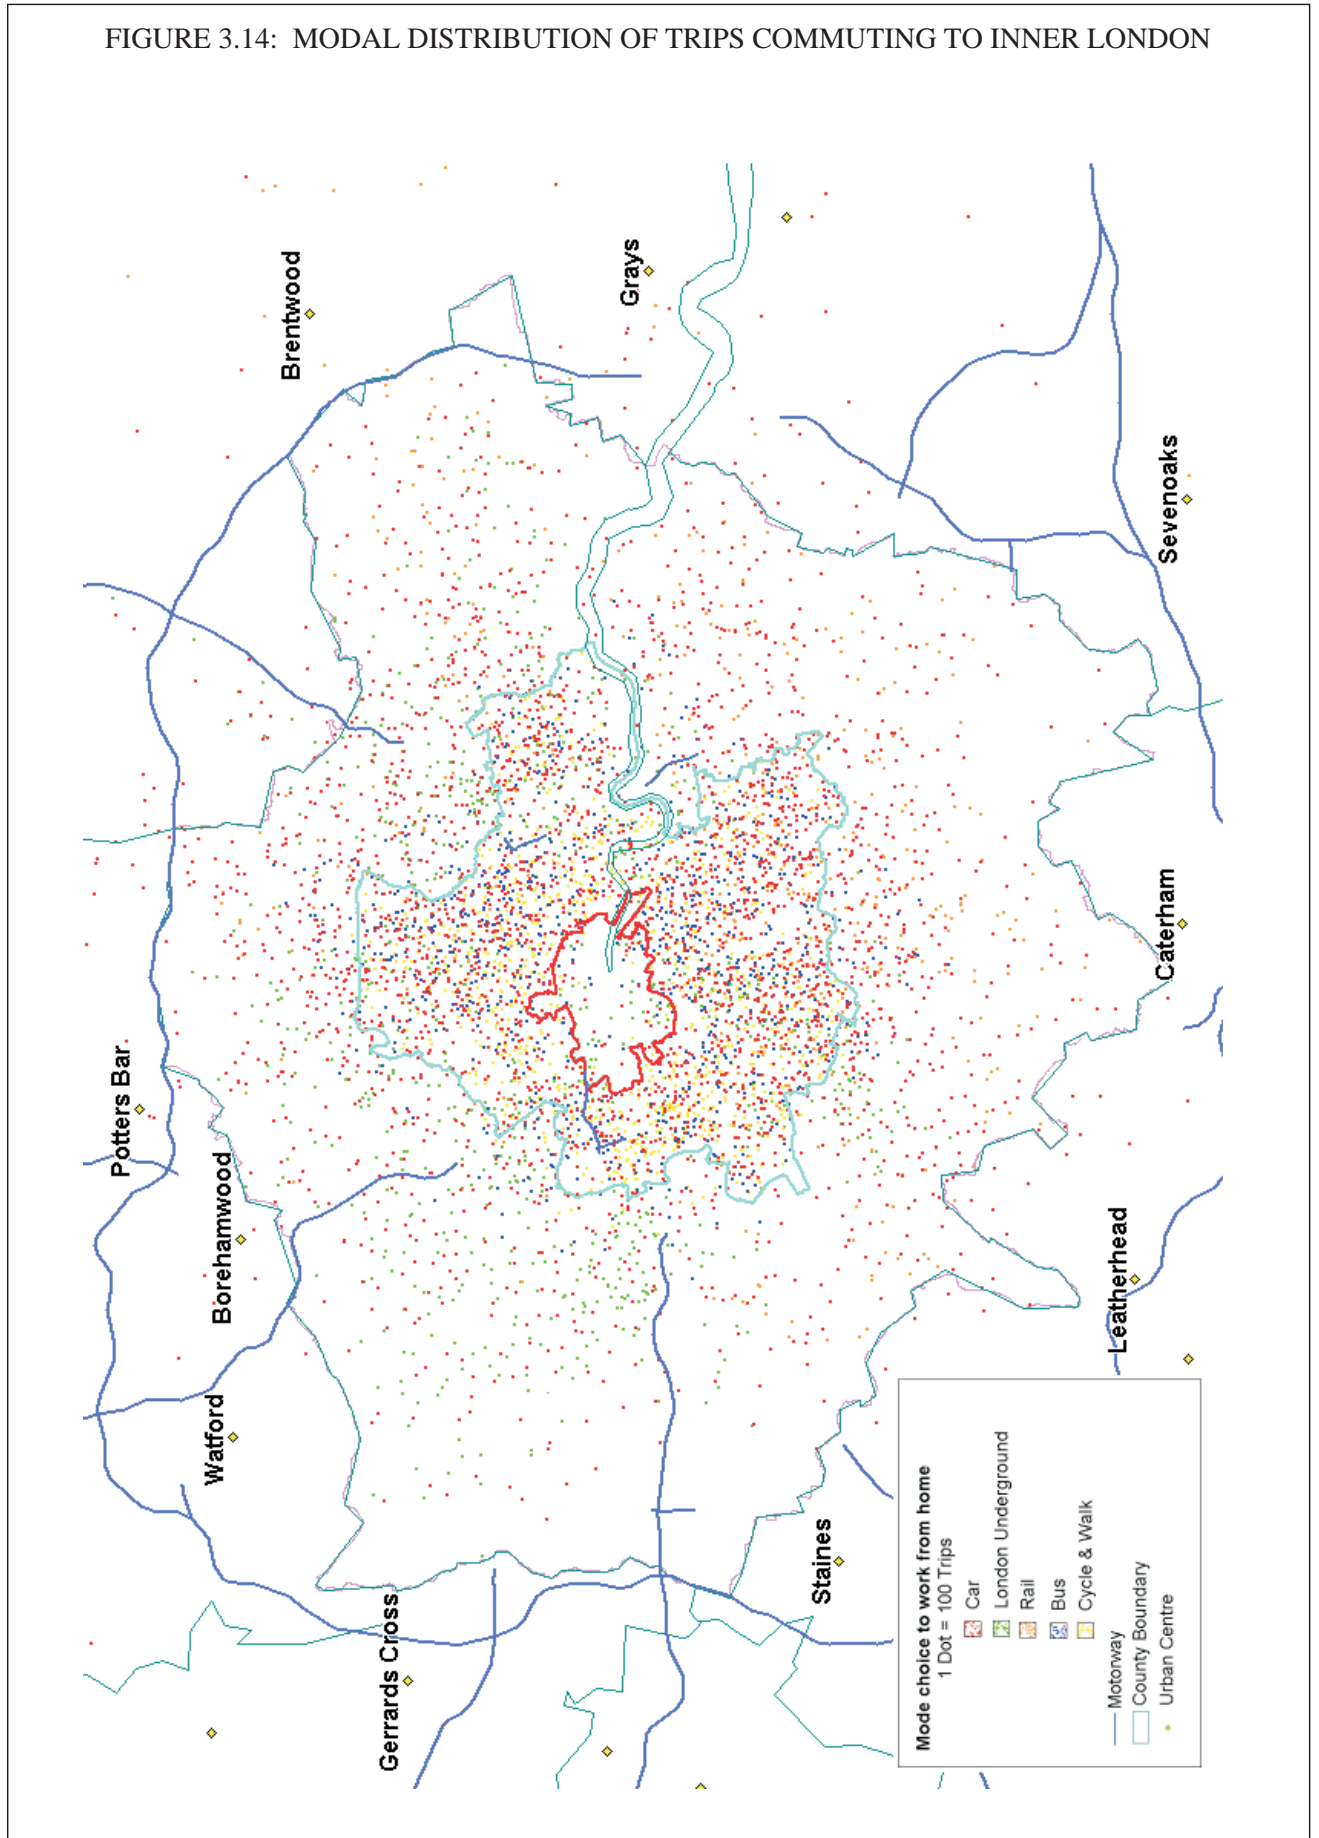 FIGURE 3.14: MODAL DISTRIBUTION OF TRIPS COMMUTING TO INNER LONDON
Brentwood
Grays
Sevenoaks
Potters Bar
Borehamwood
Watford
Gerrards Cross
Staines
Leatherhead
Caterham
Mode choice to work from home
1 Dot = 100 Trips
Car
London Underground
Rail
Bus
Cycle & Walk
Motorway
County Boundary
Urban Centre